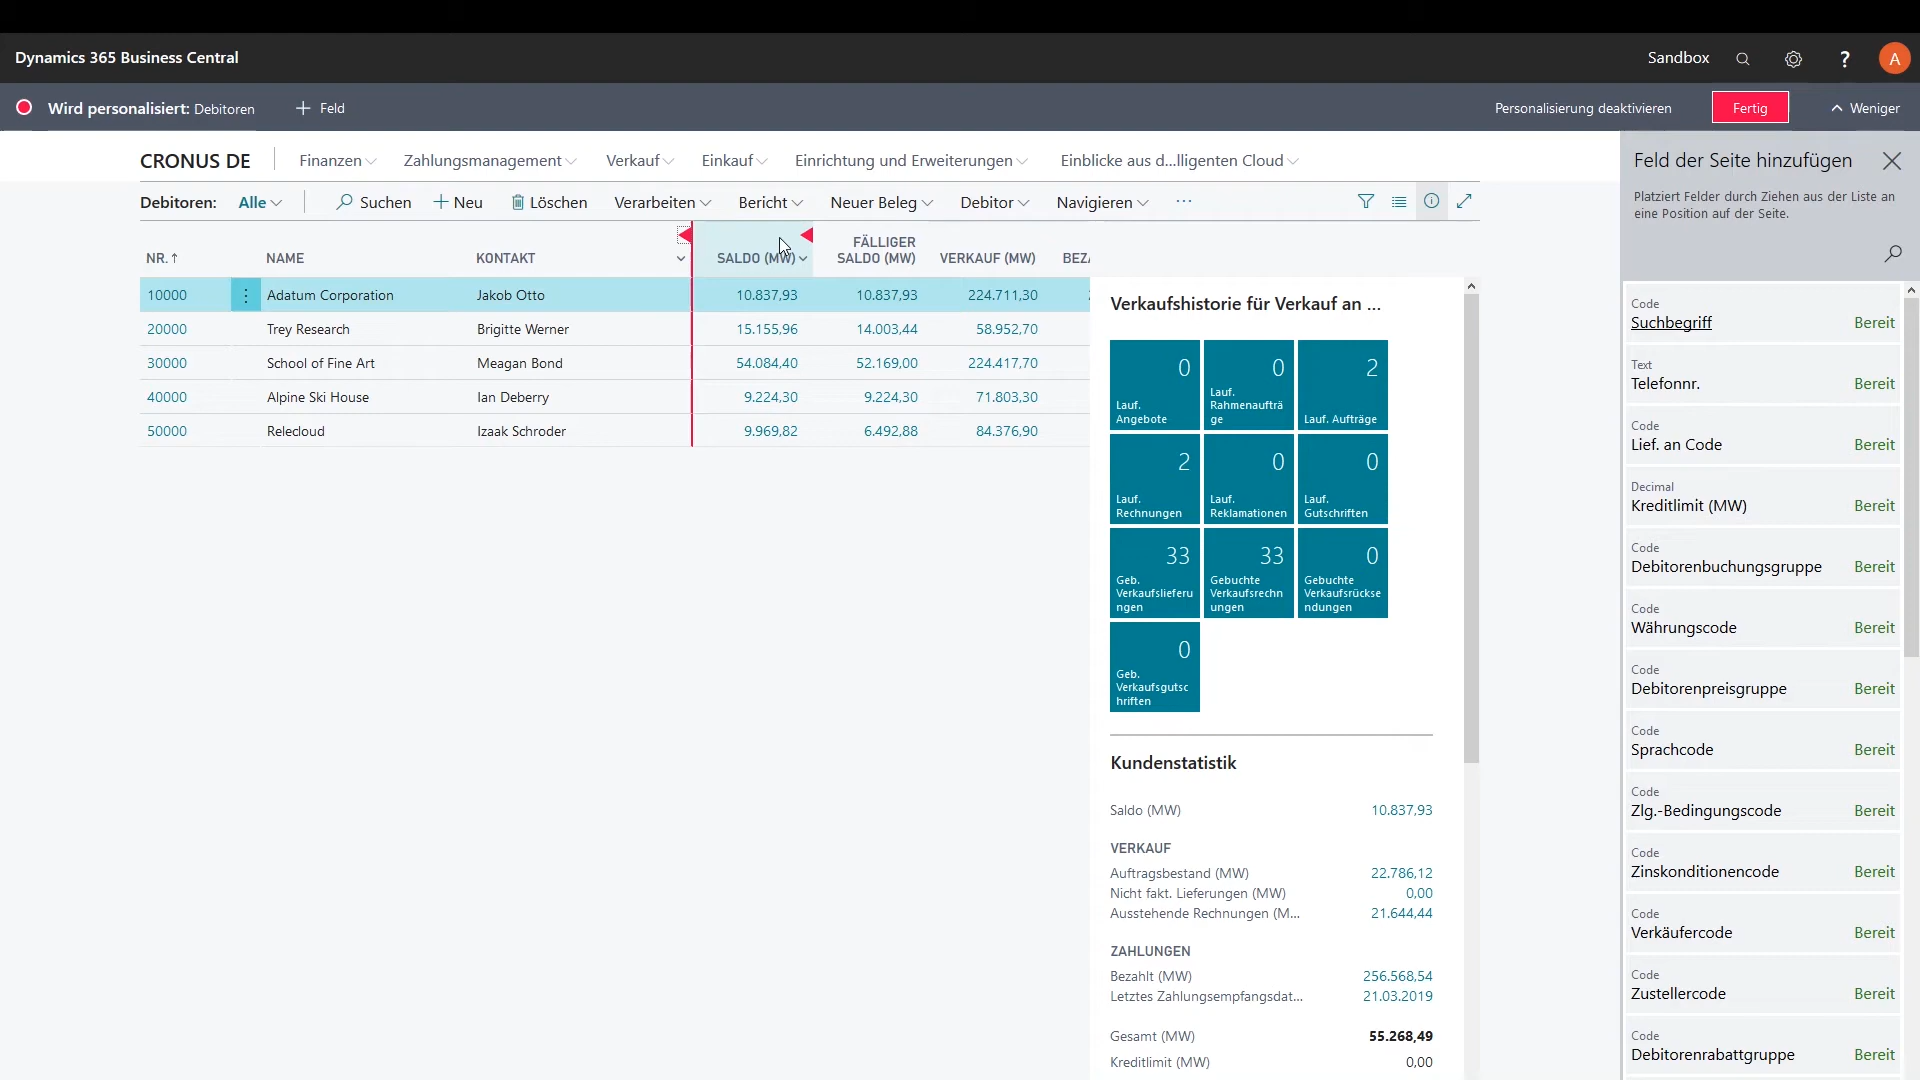 Dynamics 365 Business Central
Sandbox
?
A
Wird personalisiert: Debitoren
+ Feld
Personalisierung deaktivieren
Fertig
Weniger
CRONUS DE
Finanzen
Zahlungsmanagement
Verkauf
Einkauf
Einrichtung und Erweiterungen
Einblicke aus d...lligenten Cloud
Debitoren: Alle
Suchen
+ Neu
Löschen
Verarbeiten
Bericht
Neuer Beleg
Debitor
Navigieren
...
NR. ↑
NAME
KONTAKT
SALDO (MW)
FÄLLIGER
SALDO (MW)
VERKAUF (MW)
BEZA
10000 Adatum Corporation Jakob Otto 10.837,93 10.837,93 224.711,30
20000 Trey Research Brigitte Werner 15.155,96 14.003,44 58.952,70
30000 School of Fine Art Meagan Bond 54.084,40 52.169,00 224.417,70
40000 Alpine Ski House Ian Deberry 9.224,30 9.224,30 71.803,30
50000 Relecloud Izaak Schroder 9.969,82 6.492,88 84.376,90
Verkaufshistorie für Verkauf an ...
0
Lauf.
Angebote
0
Lauf.
Rahmenaufträ
ge
2
Lauf. Aufträge
2
Lauf.
Rechnungen
0
Lauf.
Reklamationen
0
Lauf.
Gutschriften
33
Geb.
Verkaufslieferu
ngen
33
Gebuchte
Verkaufsrechn
ungen
0
Gebuchte
Verkaufsrückse
ndungen
0
Geb.
Verkaufsgutsc
hriften
Kundenstatistik
Saldo (MW) 10.837,93
VERKAUF
Auftragsbestand (MW) 22.786,12
Nicht fakt. Lieferungen (MW) 0,00
Ausstehende Rechnungen (M... 21.644,44
ZAHLUNGEN
Bezahlt (MW) 256.568,54
Letztes Zahlungsempfangsdat... 21.03.2019
Gesamt (MW) 55.268,49
Kreditlimit (MW) 0,00
Feld der Seite hinzufügen
Platziert Felder durch Ziehen aus der Liste an
eine Position auf der Seite.
Code
Suchbegriff Bereit
Text
Telefonnr. Bereit
Code
Lief. an Code Bereit
Decimal
Kreditlimit (MW) Bereit
Code
Debitorenbuchungsgruppe Bereit
Code
Währungscode Bereit
Code
Debitorenpreisgruppe Bereit
Code
Sprachcode Bereit
Code
Zlg.-Bedingungscode Bereit
Code
Zinskonditionencode Bereit
Code
Verkäufercode Bereit
Code
Zustellercode Bereit
Code
Debitorenrabattgruppe Bereit